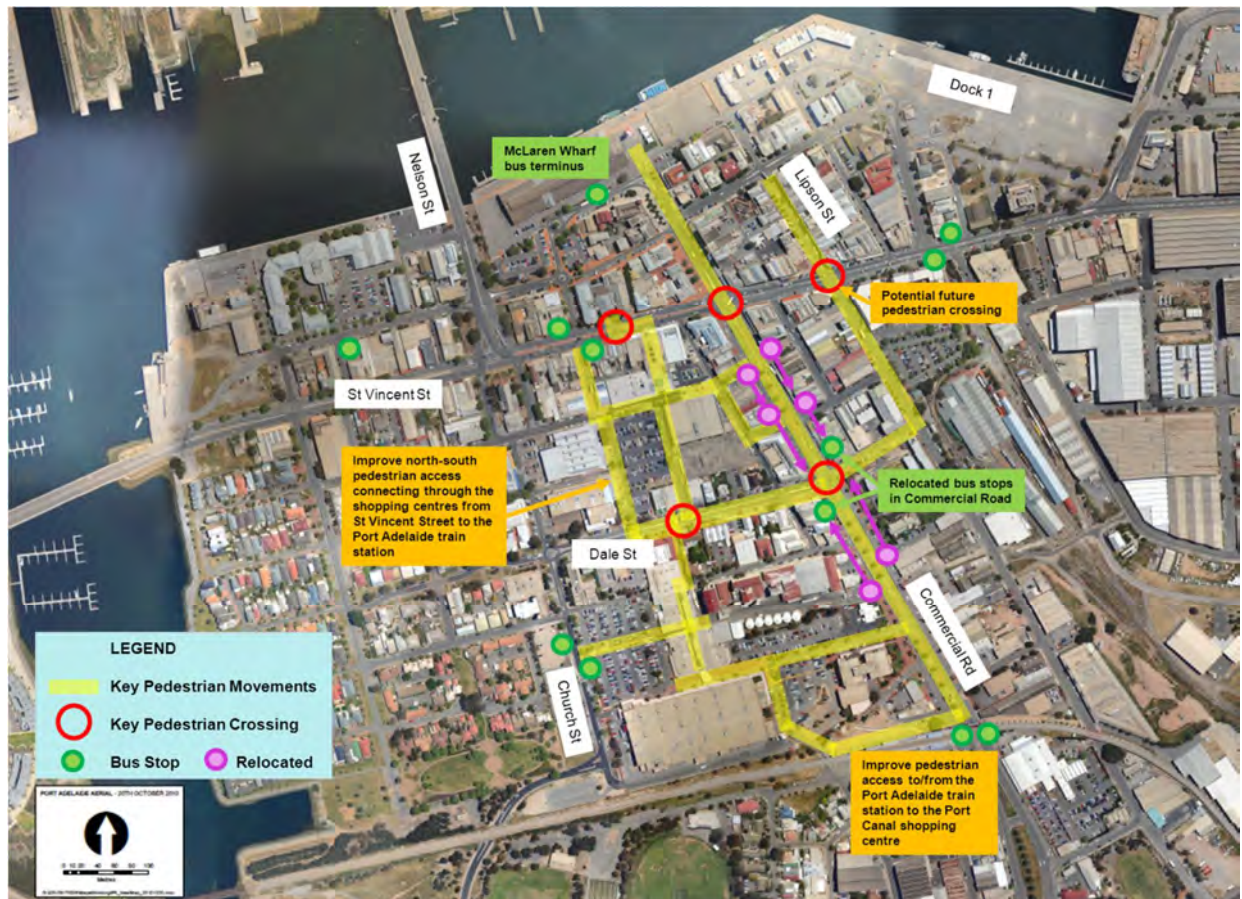 Dock 1
Nelson St
McLaren Wharf
bus terminus
Lipson St
Potential future
pedestrian crossing
St Vincent St
Improve north-south
pedestrian access
connecting through the
shopping centres from
St Vincent Street to the
Port Adelaide train
station
Relocated bus stops
in Commercial Road
Dale St
Commercial Rd
Church St
LEGEND
Key Pedestrian Movements
Key Pedestrian Crossing
Bus Stop
Relocated
Improve pedestrian
access to/from the
Port Adelaide train
station to the Port
Canal shopping
centre
PORT ADELAIDE AERIAL - 20TH OCTOBER 2010